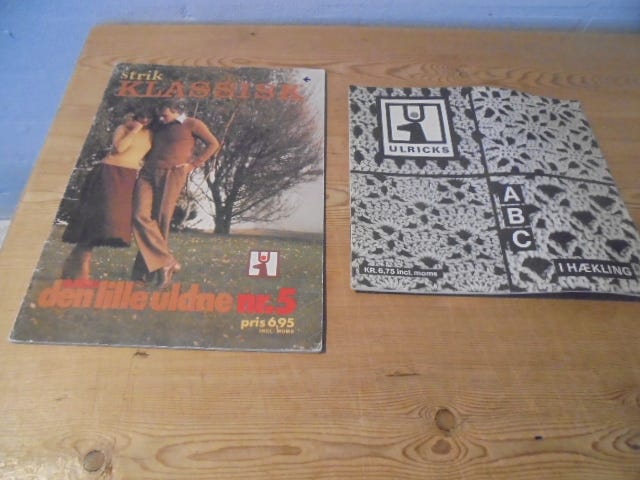 strik
KLASSISK
den lille uldne nr. 5
pris 6,95
INCL. MOMS
ULRICKS
A
B
C
KR. 6,75 incl. moms
I HÆKLING